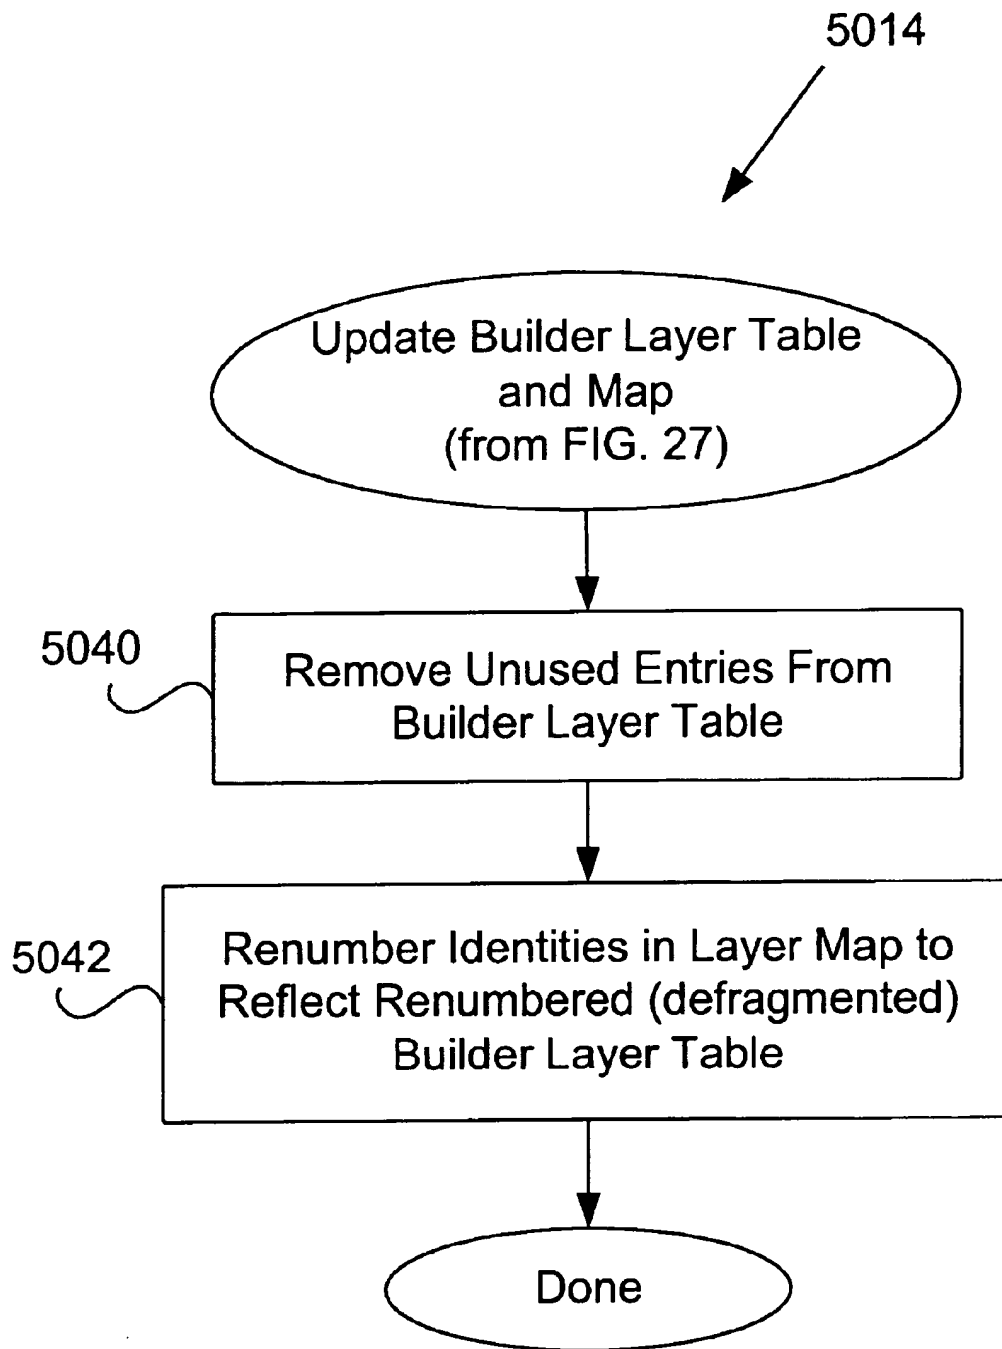 5014
Update Builder Layer Table
and Map
(from FIG. 27)
5040
Remove Unused Entries From
Builder Layer Table
5042
Renumber Identities in Layer Map to
Reflect Renumbered (defragmented)
Builder Layer Table
Done